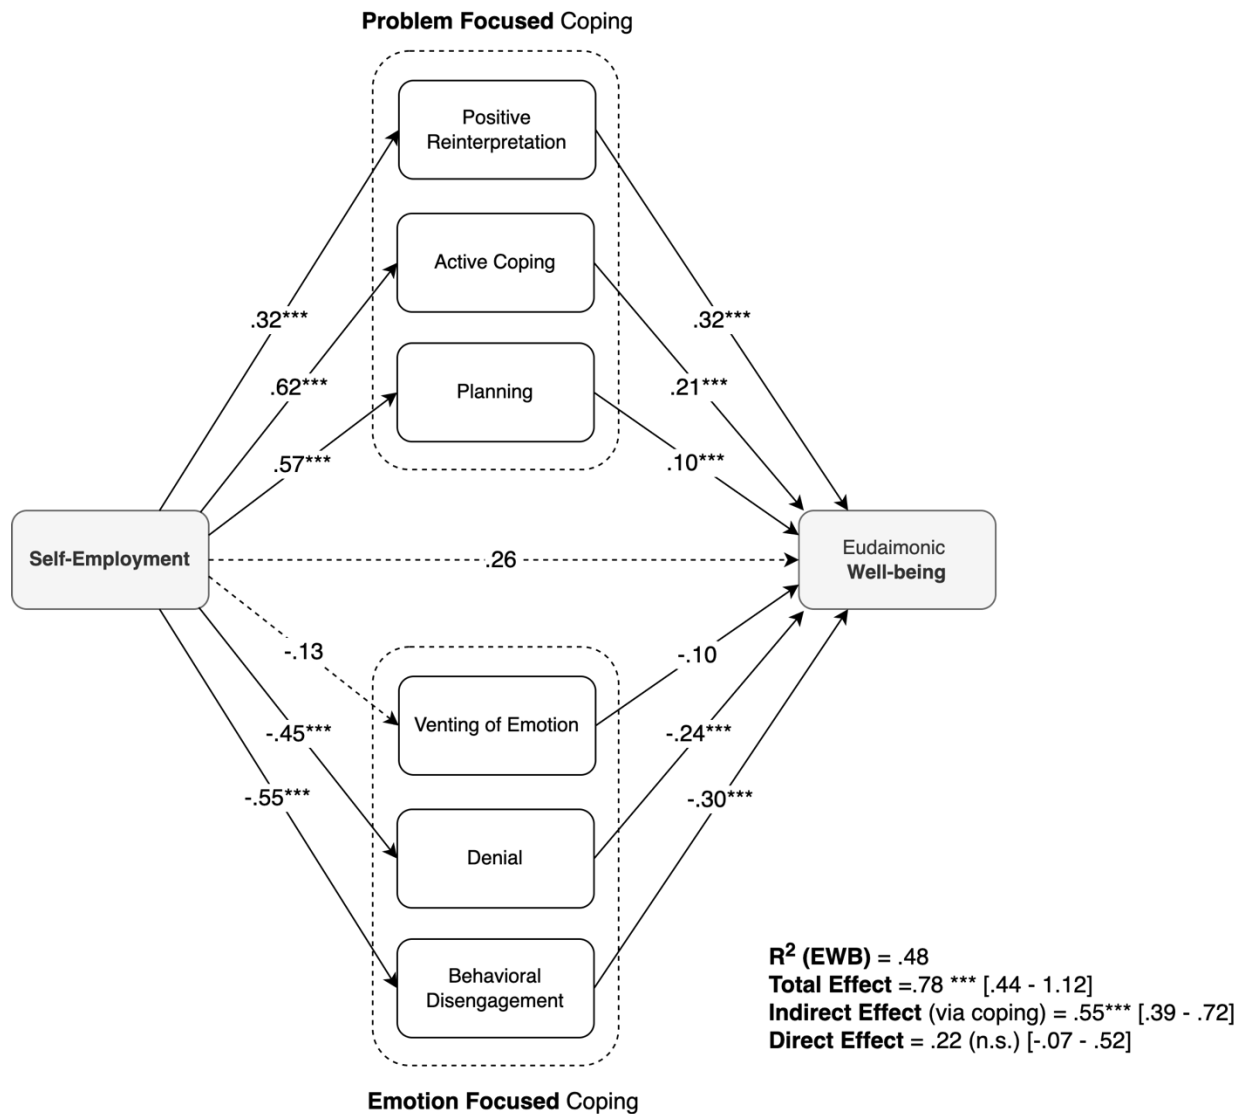 Problem Focused Coping
Positive
Reinterpretation
Active Coping
Planning
.32***
.32***
.62***
.21***
.57***
.10***
Self-Employment
.26
Eudaimonic
Well-being
-.13
-.10
Venting of Emotion
-.45***
-.24***
-.55***
-.30***
Denial
Behavioral
Disengagement
R² (EWB) = .48
Total Effect =.78 *** [.44 - 1.12]
Indirect Effect (via coping) = .55*** [.39 - .72]
Direct Effect = .22 (n.s.) [-.07 - .52]
Emotion Focused Coping